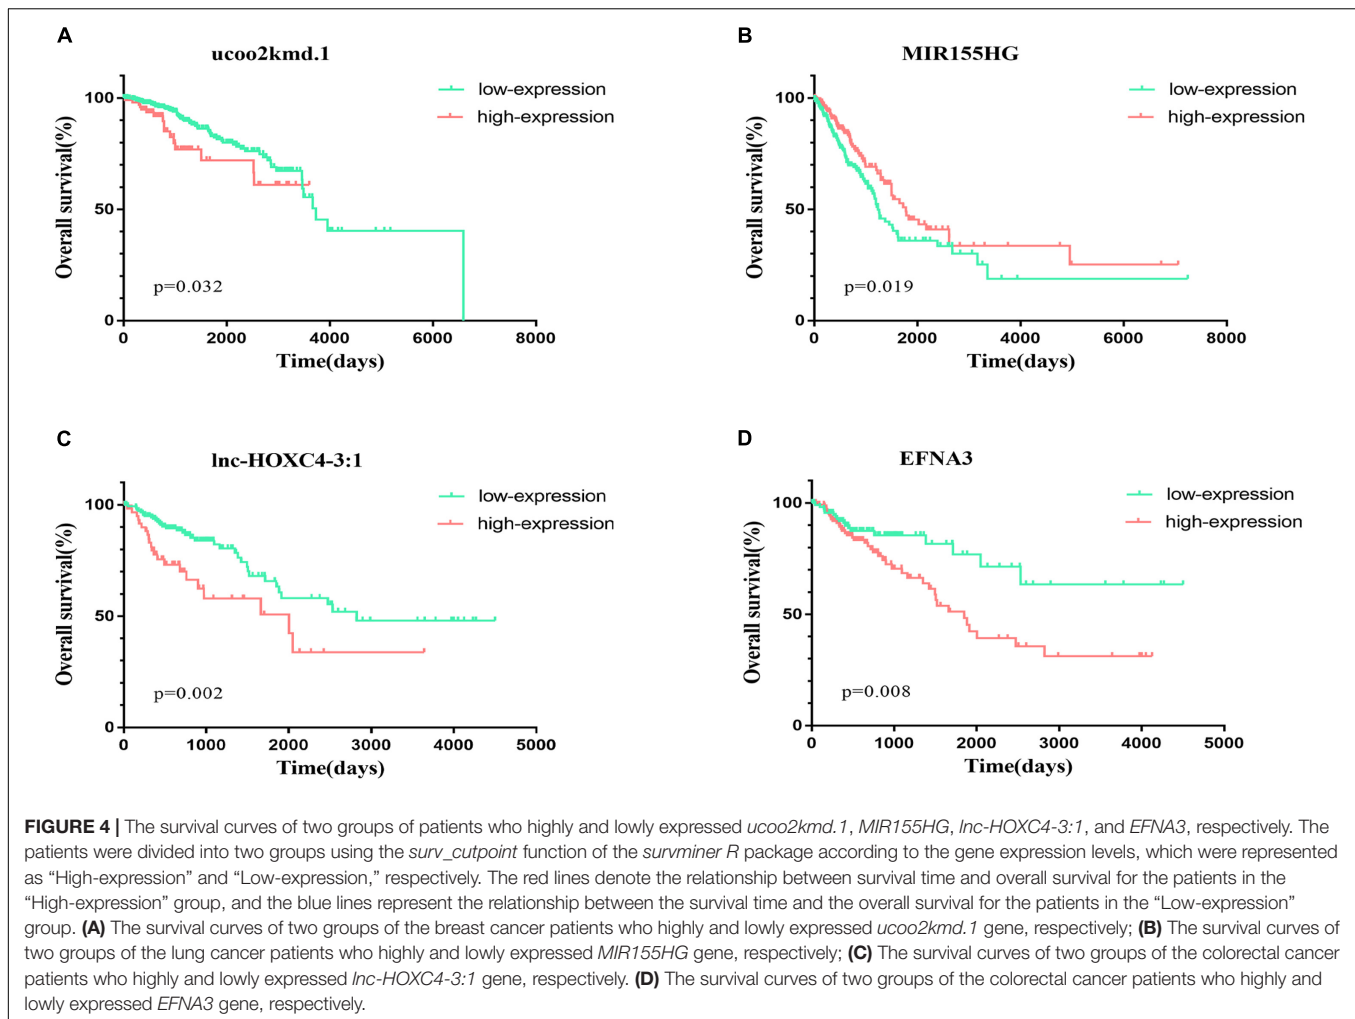 A
ucoo2kmd.1
low-expression
high-expression
Overall survival(%)
100
50
0
p=0.032
0 2000 4000 6000 8000
Time(days)
B
MIR155HG
low-expression
high-expression
Overall survival(%)
100
50
0
p=0.019
0 2000 4000 6000 8000
Time(days)
C
lnc-HOXC4-3:1
low-expression
high-expression
Overall survival(%)
100
50
0
p=0.002
0 1000 2000 3000 4000 5000
Time(days)
D
EFNA3
low-expression
high-expression
Overall survival(%)
100
50
0
p=0.008
0 1000 2000 3000 4000 5000
Time(days)
FIGURE 4 | The survival curves of two groups of patients who highly and lowly expressed ucoo2kmd.1, MIR155HG, lnc-HOXC4-3:1, and EFNA3, respectively. The
patients were divided into two groups using the surv_cutpoint function of the survminer R package according to the gene expression levels, which were represented
as “High-expression” and “Low-expression,” respectively. The red lines denote the relationship between survival time and overall survival for the patients in the
“High-expression” group, and the blue lines represent the relationship between the survival time and the overall survival for the patients in the “Low-expression”
group. (A) The survival curves of two groups of the breast cancer patients who highly and lowly expressed ucoo2kmd.1 gene, respectively; (B) The survival curves of
two groups of the lung cancer patients who highly and lowly expressed MIR155HG gene, respectively; (C) The survival curves of two groups of the colorectal cancer
patients who highly and lowly expressed lnc-HOXC4-3:1 gene, respectively. (D) The survival curves of two groups of the colorectal cancer patients who highly and
lowly expressed EFNA3 gene, respectively.